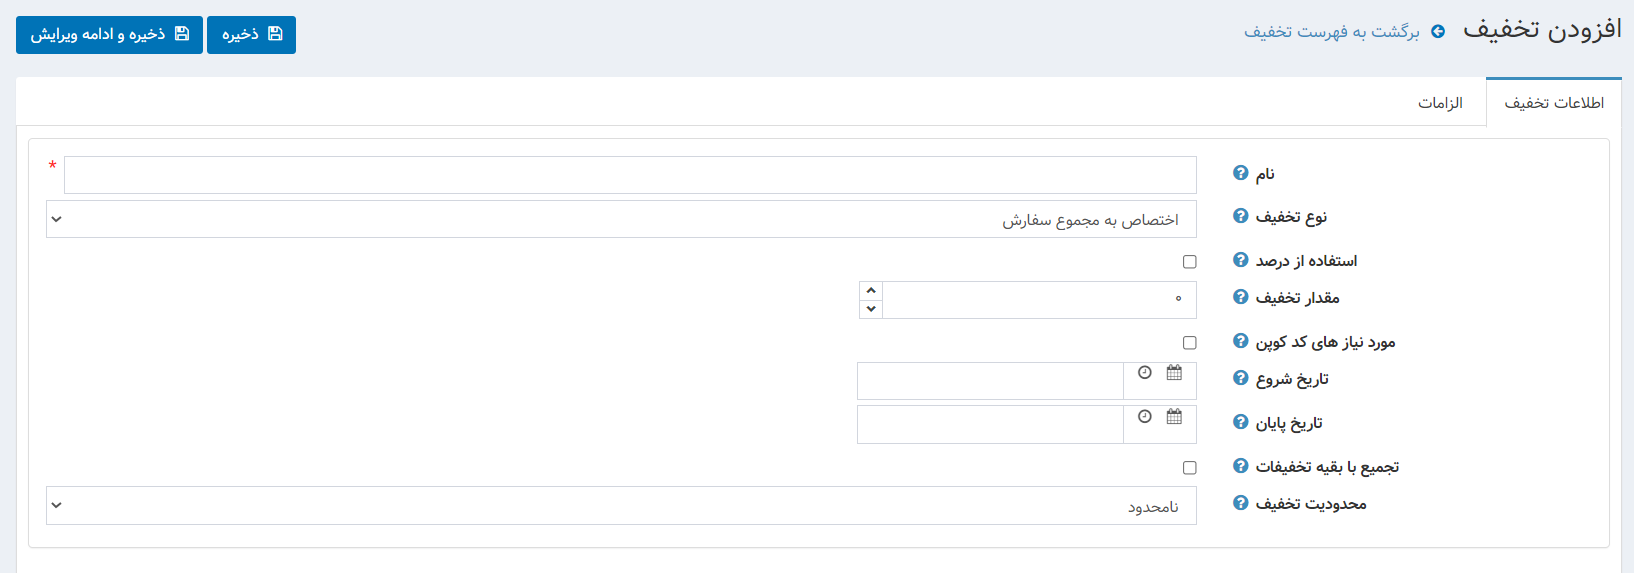 افزودن تخفیف برگشت به فهرست تخفیف
ذخیره ذخیره و ادامه ویرایش
اطلاعات تخفیف الزامات
نام *
نوع تخفیف اختصاص به مجموع سفارش
استفاده از درصد
مقدار تخفیف ۰
مورد نیاز های کد کوپن
تاریخ شروع
تاریخ پایان
تجمیع با بقیه تخفیفات
محدودیت تخفیف نامحدود